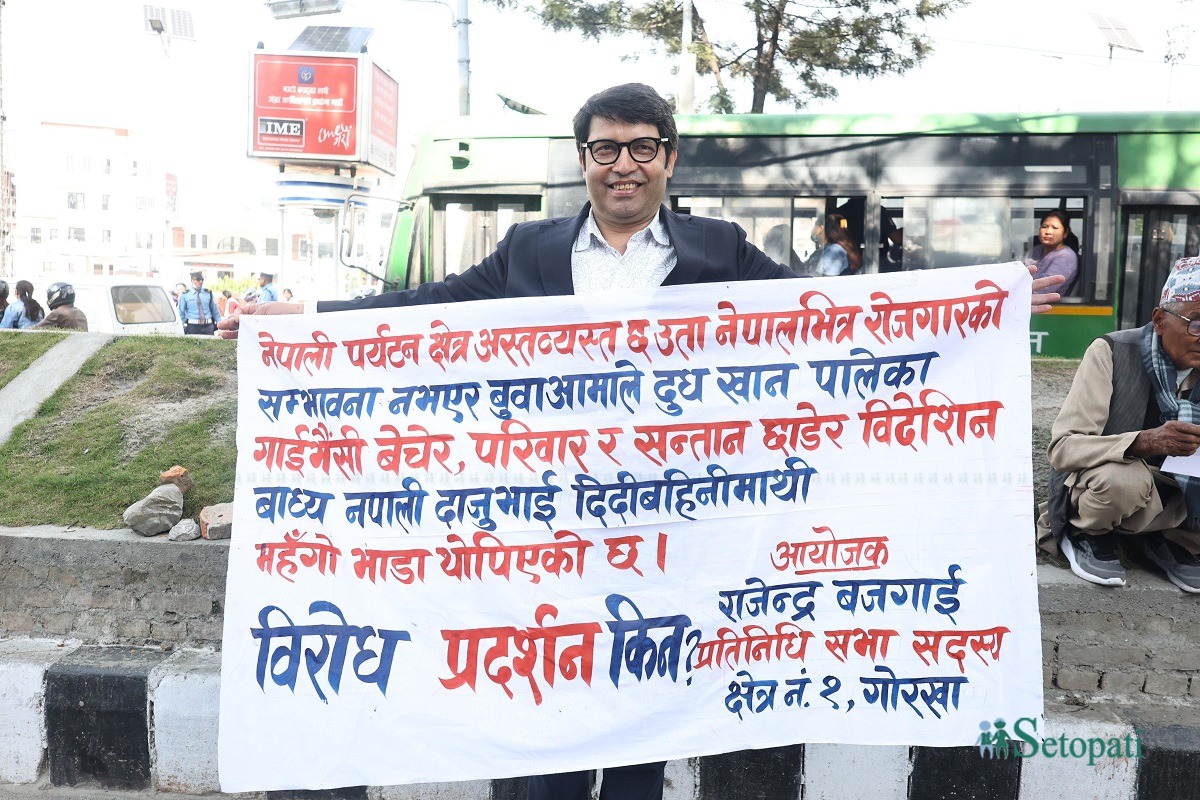 IME
नेपाली पर्यटन क्षेत्र अस्तव्यस्त छ उता नेपालभित्र रोजगारको
सम्भावना नभएर बुवाआमाले दुध खान पालेका
गाईभैंसी बेचेर, परिवार र सन्तान छाडेर विदेशिन
बाध्य नपाली दाजुभाई दिदीबहिनीमाथी
महँगो भाडा थोपिएको छ ।
विरोध प्रदर्शन किन?
आयोजक
राजेन्द्र बजगाई
प्रतिनिधि सभा सदस्य
क्षेत्र नं. १, गोरखा
Setopati